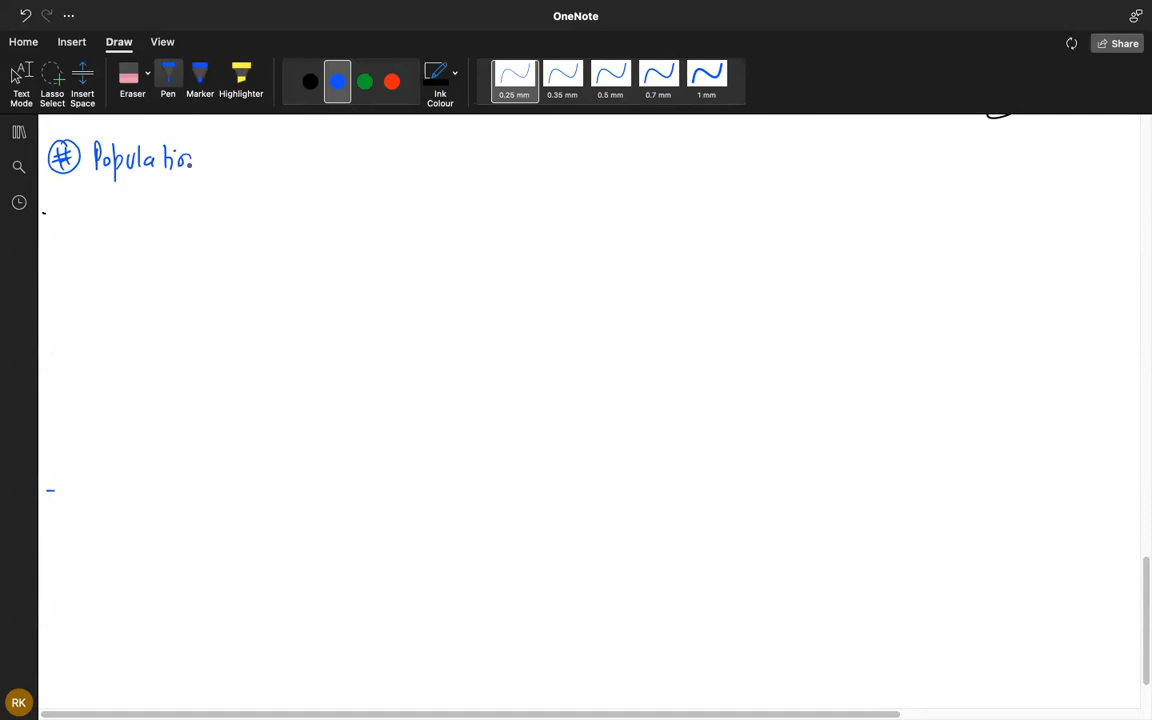 OneNote
Home Insert Draw View
Share
Text Mode
Lasso Select
Insert Space
Eraser
Pen
Marker
Highlighter
Ink Colour
0.25 mm
0.35 mm
0.5 mm
0.7 mm
1 mm
# Populatio
RK